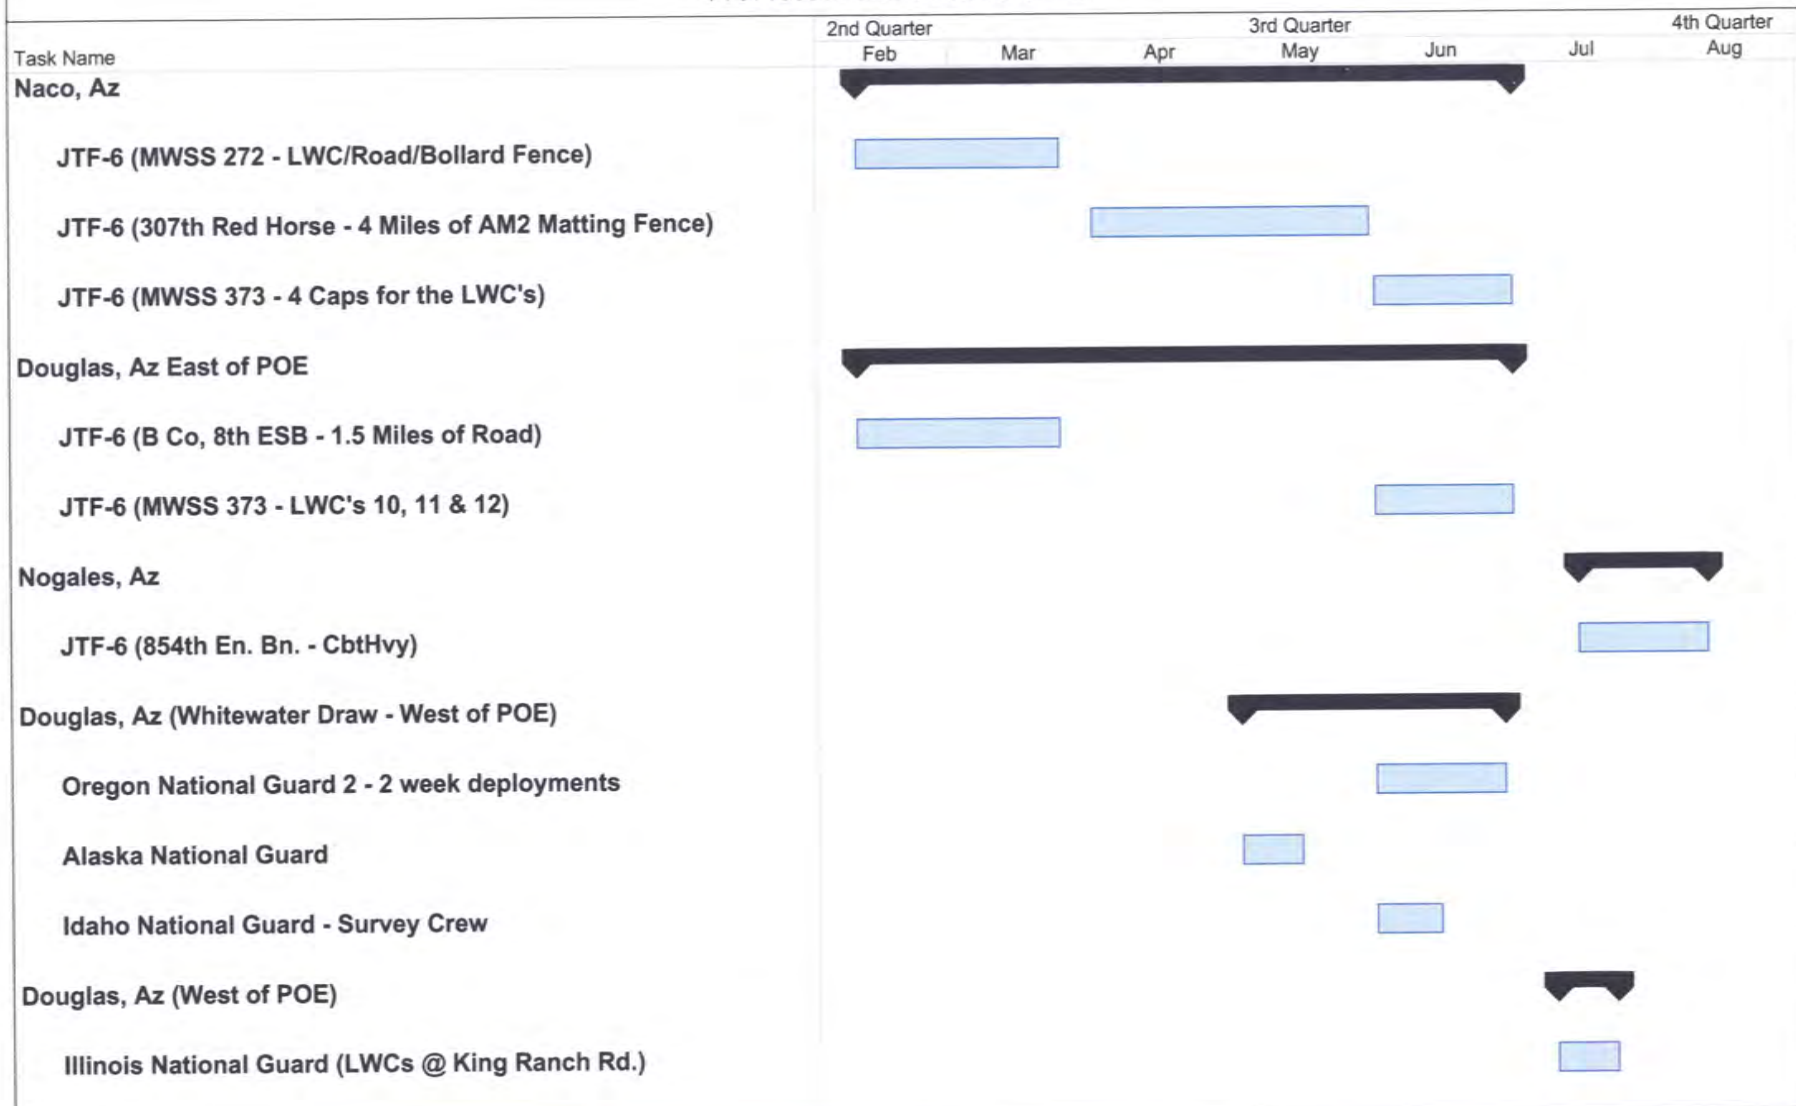 2nd Quarter 3rd Quarter 4th Quarter
Task Name Feb Mar Apr May Jun Jul Aug
Naco, Az
JTF-6 (MWSS 272 - LWC/Road/Bollard Fence)
JTF-6 (307th Red Horse - 4 Miles of AM2 Matting Fence)
JTF-6 (MWSS 373 - 4 Caps for the LWC's)
Douglas, Az East of POE
JTF-6 (B Co, 8th ESB - 1.5 Miles of Road)
JTF-6 (MWSS 373 - LWC's 10, 11 & 12)
Nogales, Az
JTF-6 (854th En. Bn. - CbtHvy)
Douglas, Az (Whitewater Draw - West of POE)
Oregon National Guard 2 - 2 week deployments
Alaska National Guard
Idaho National Guard - Survey Crew
Douglas, Az (West of POE)
Illinois National Guard (LWCs @ King Ranch Rd.)